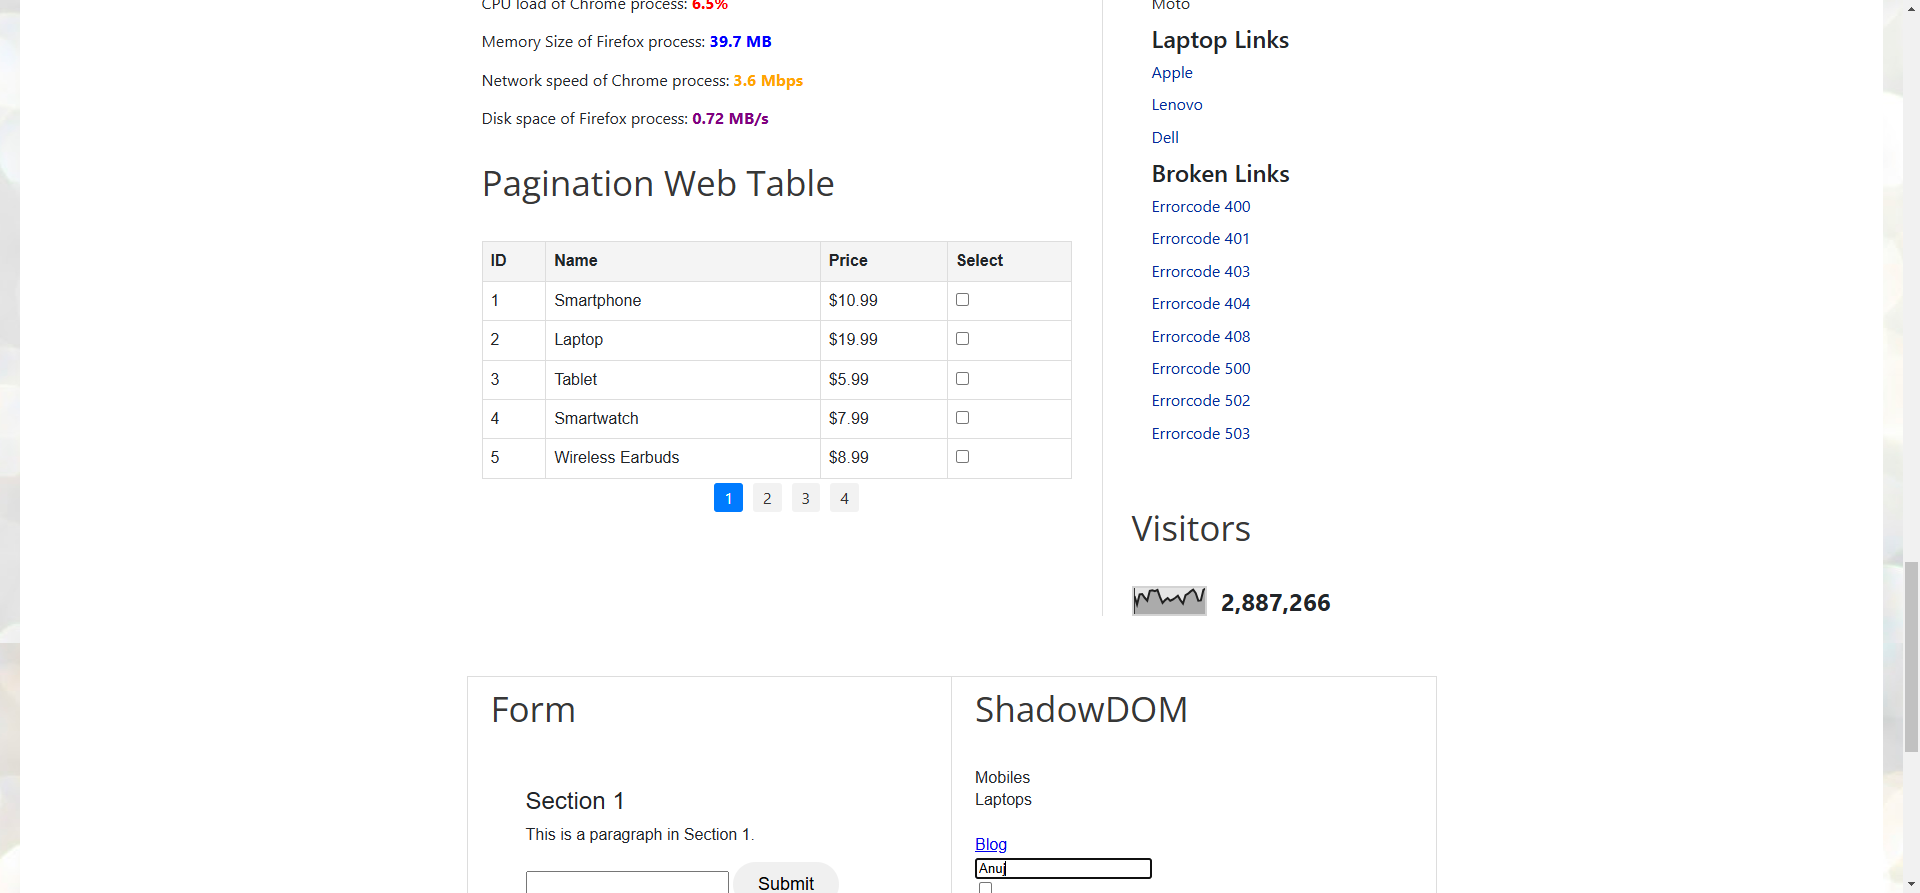 CPU load of Chrome process: 6.5%
Memory Size of Firefox process: 39.7 MB
Network speed of Chrome process: 3.6 Mbps
Disk space of Firefox process: 0.72 MB/s
Pagination Web Table
ID Name Price Select
1 Smartphone $10.99
2 Laptop $19.99
3 Tablet $5.99
4 Smartwatch $7.99
5 Wireless Earbuds $8.99
1 2 3 4
Moto
Laptop Links
Apple
Lenovo
Dell
Broken Links
Errorcode 400
Errorcode 401
Errorcode 403
Errorcode 404
Errorcode 408
Errorcode 500
Errorcode 502
Errorcode 503
Visitors
2,887,266
Form
Section 1
This is a paragraph in Section 1.
Submit
ShadowDOM
Mobiles
Laptops
Blog
Anuj